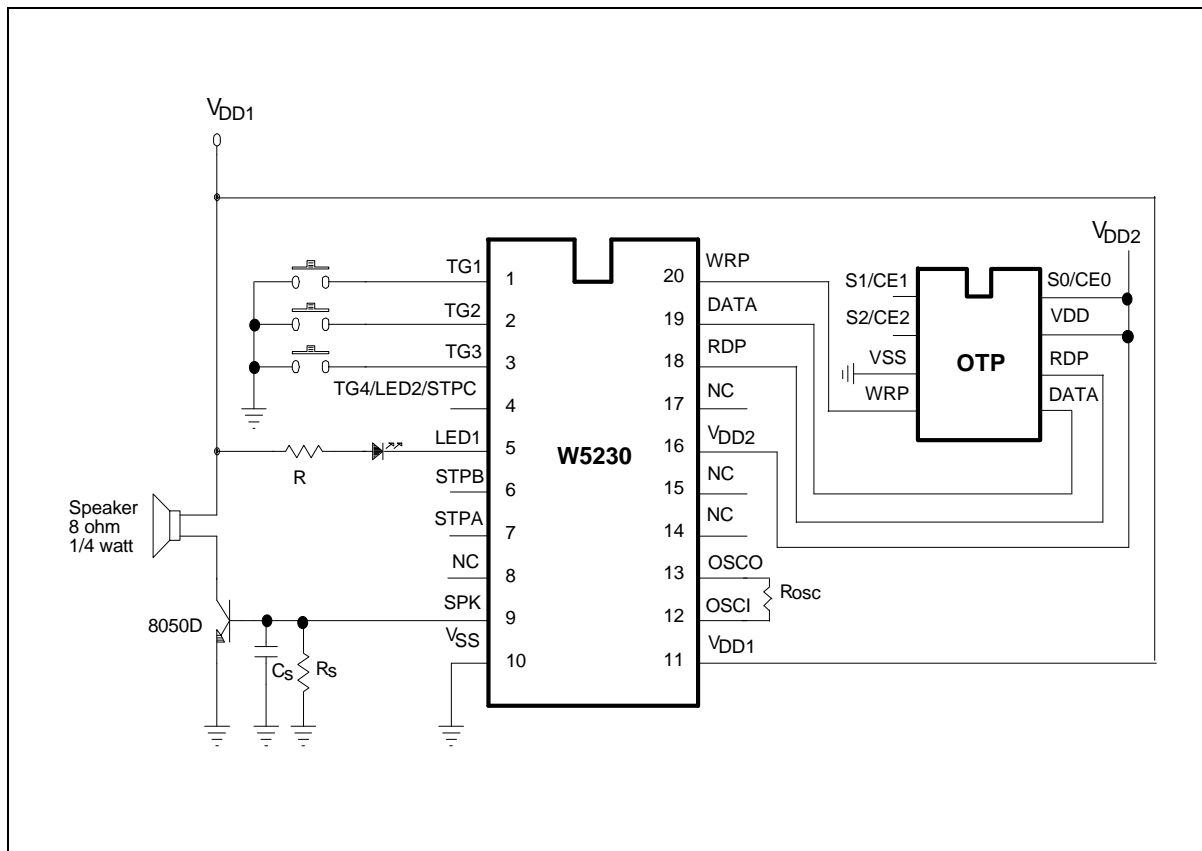 VDD1
VDD2
TG1
1
20
WRP
TG2
2
19
DATA
TG3
3
18
RDP
TG4/LED2/STPC
4
17
NC
LED1
5
16
VDD2
STPB
6
15
NC
STPA
7
14
NC
NC
8
13
OSCO
SPK
9
12
OSCI
VSS
10
11
VDD1
W5230
Rosc
S1/CE1
S0/CE0
S2/CE2
VDD
VSS
RDP
WRP
DATA
OTP
R
Speaker
8 ohm
1/4 watt
8050D
Cs
Rs